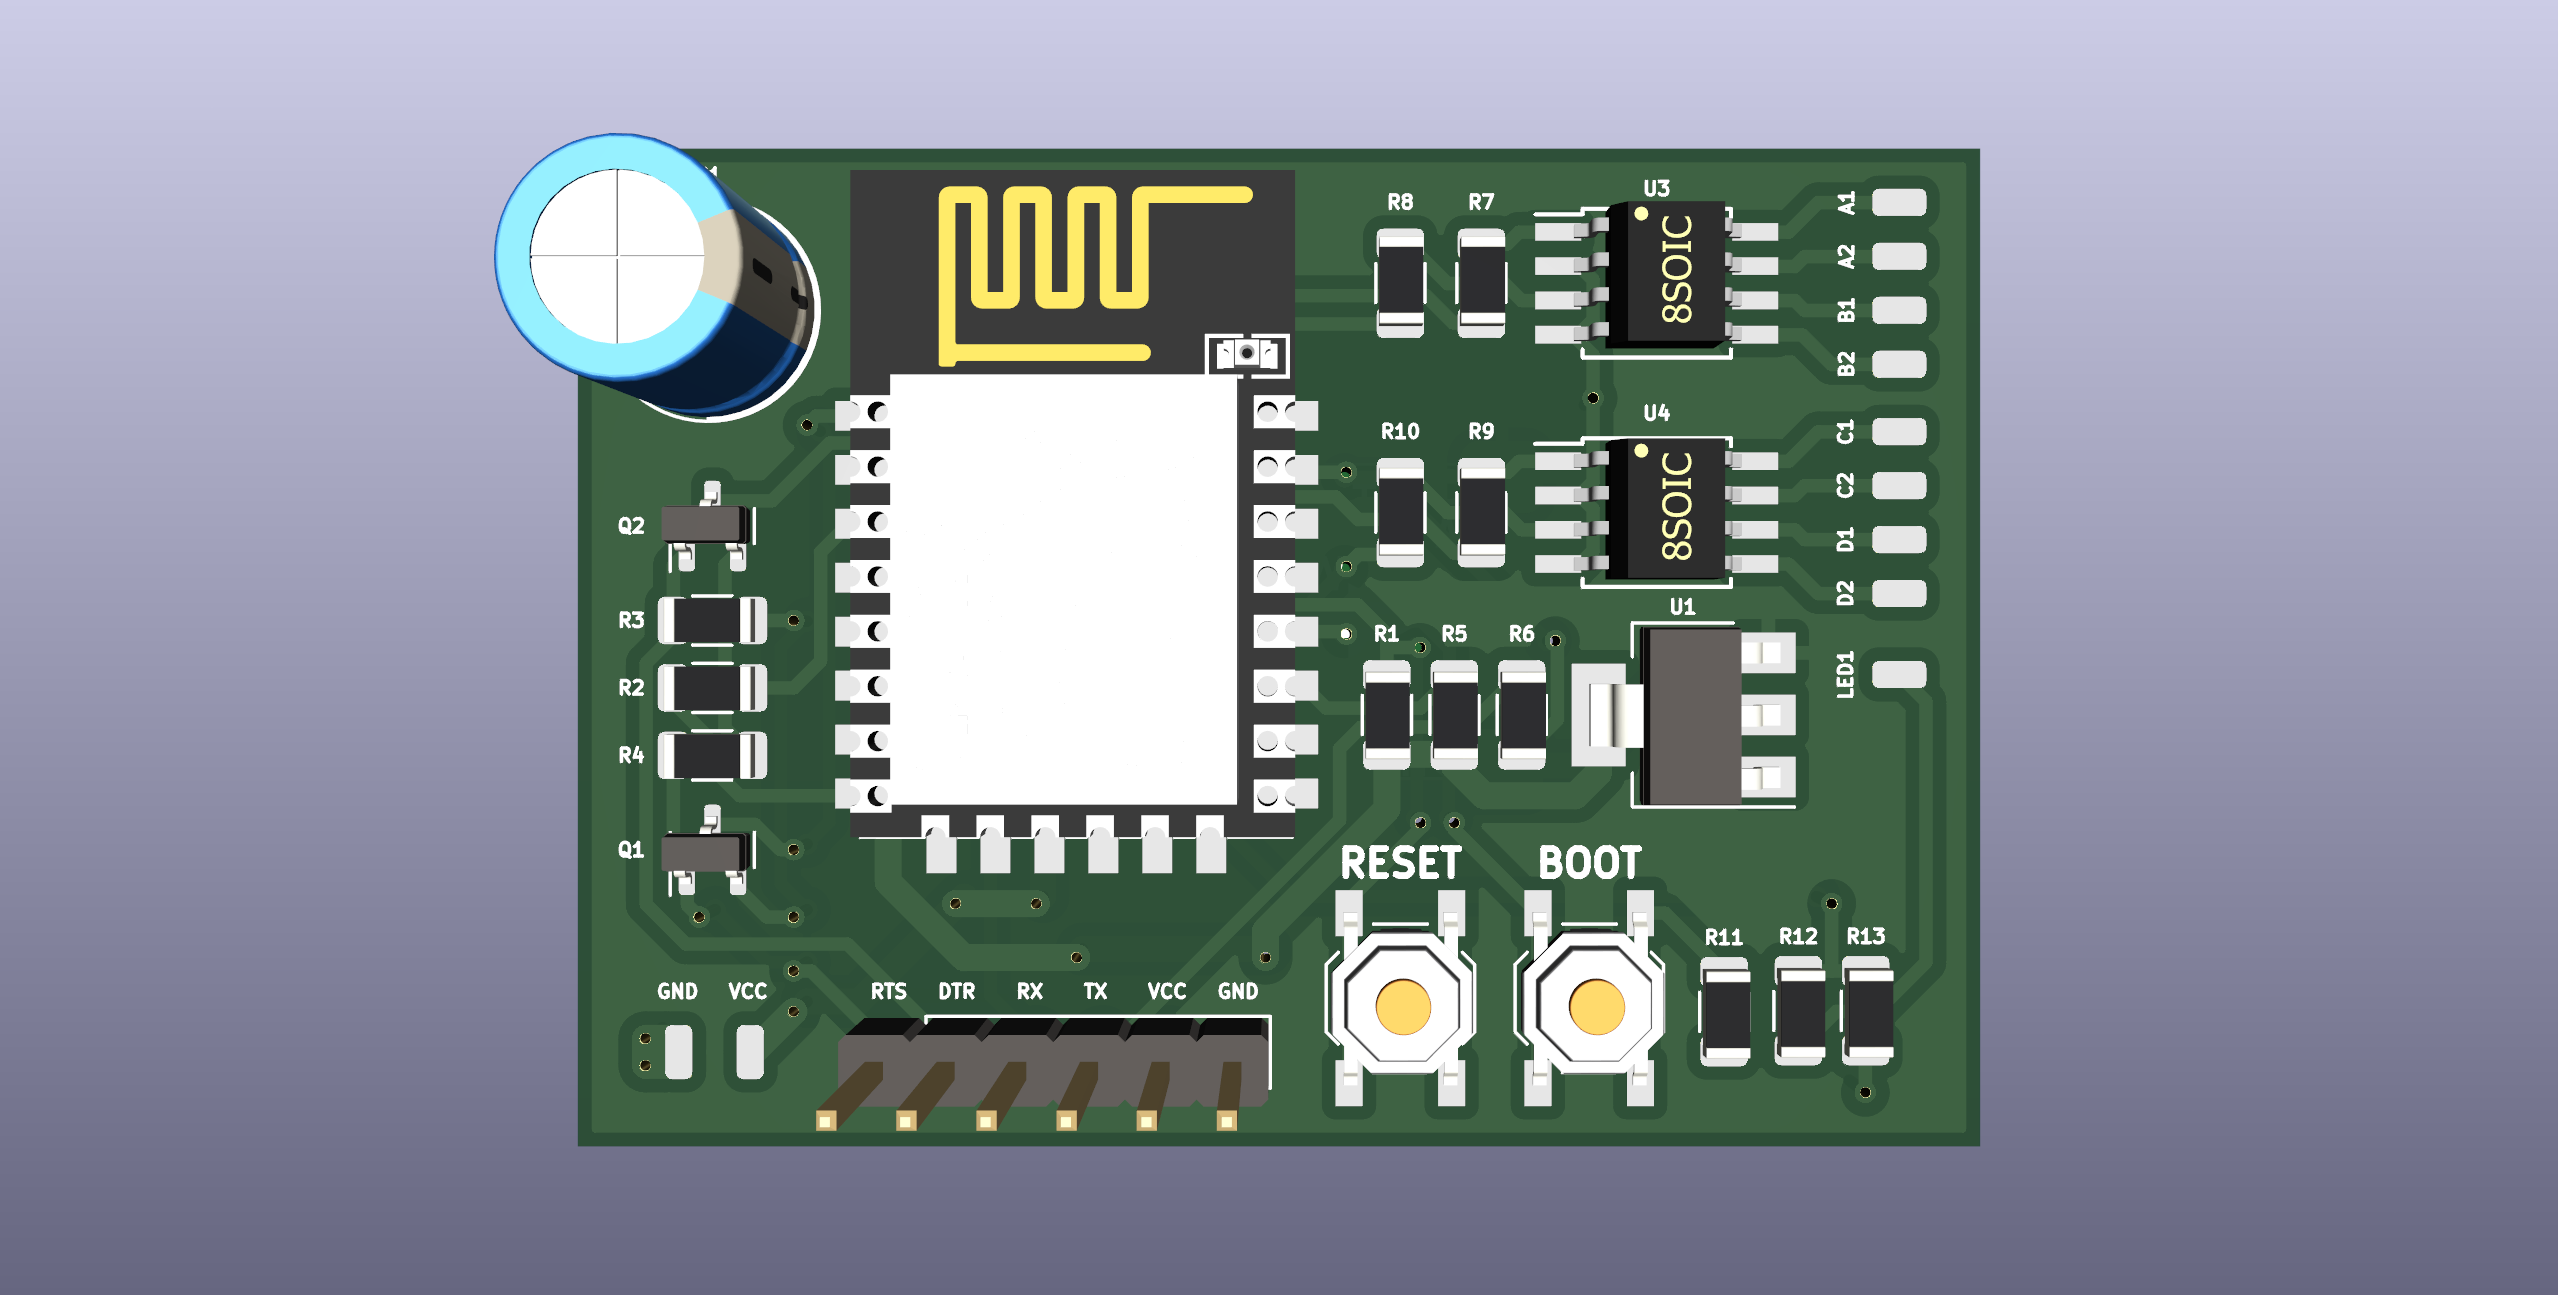 R8
R7
U3
8SOIC
A1
A2
B1
B2
R10
R9
U4
8SOIC
C1
C2
D1
D2
Q2
R3
R2
R4
Q1
R1
R5
R6
U1
LED1
RESET
BOOT
R11
R12
R13
GND
VCC
RTS
DTR
RX
TX
VCC
GND